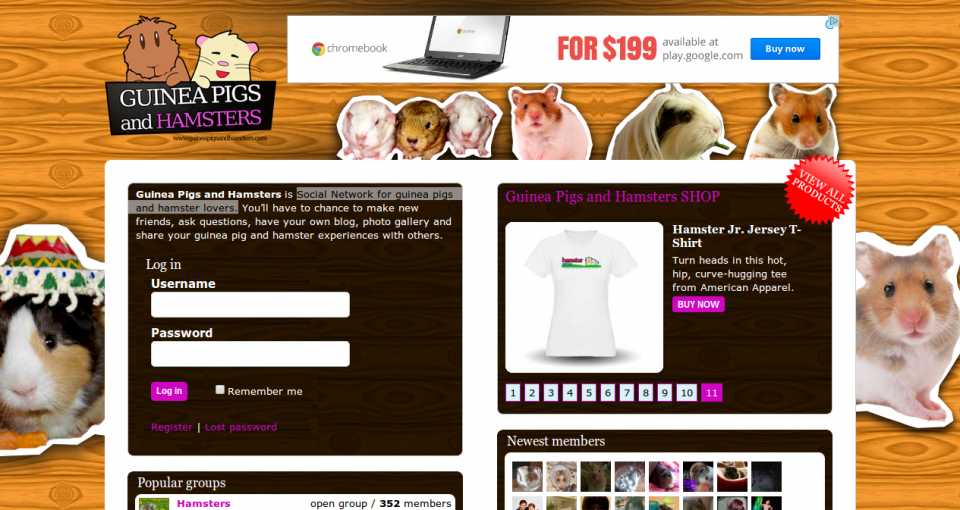 GUINEA PIGS
and HAMSTERS
www.guineapigsandhamsters.com
chromebook
FOR $199
available at
play.google.com
Buy now
VIEW ALL
PRODUCTS
Guinea Pigs and Hamsters is Social Network for guinea pigs
and hamster lovers. You'll have to chance to make new
friends, ask questions, have your own blog, photo gallery and
share your guinea pig and hamster experiences with others.
Log in
Username
Password
Log in
Remember me
Register | Lost password
Popular groups
Hamsters
open group / 352 members
Guinea Pigs and Hamsters SHOP
hamster
Hamster Jr. Jersey T-
Shirt
Turn heads in this hot,
hip, curve-hugging tee
from American Apparel.
BUY NOW
1 2 3 4 5 6 7 8 9 10 11
Newest members